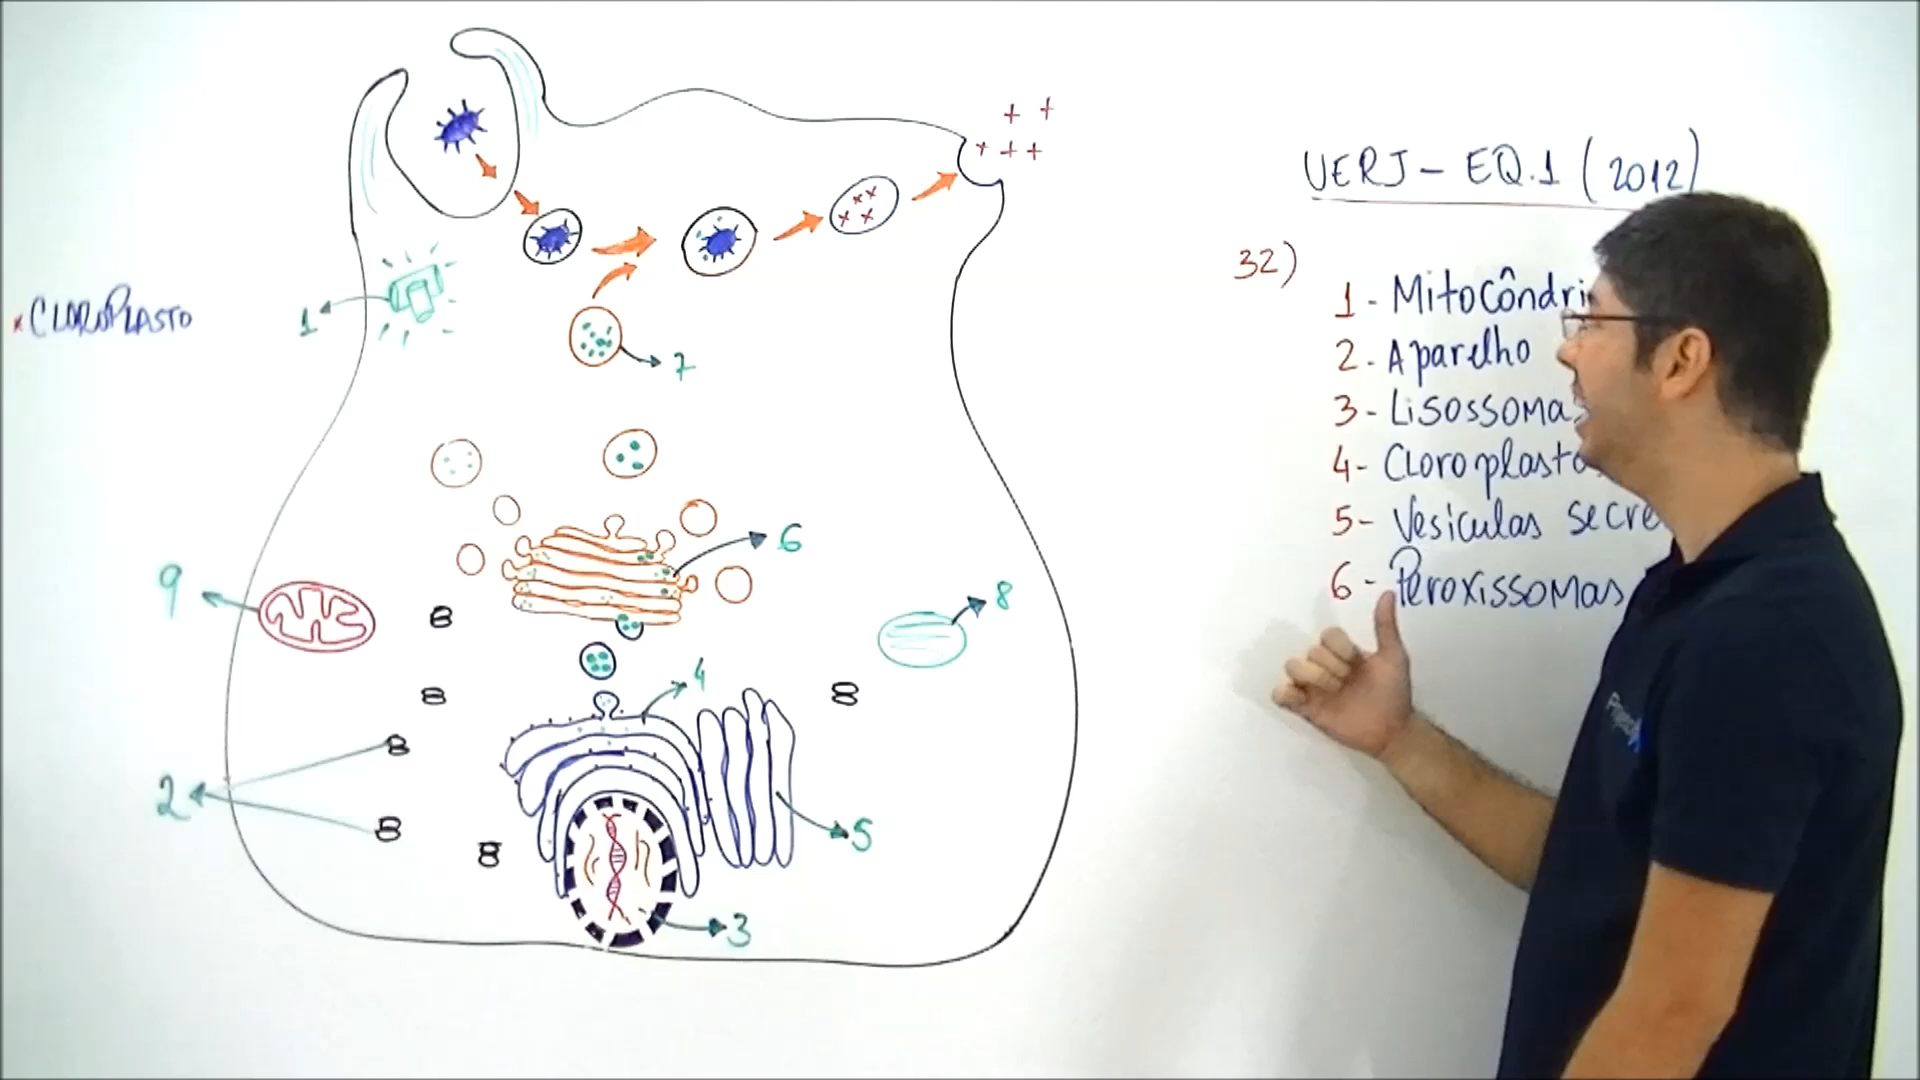 × CLOROPLASTO
1
7
6
9
8
4
2
5
3
UERJ - EQ.1 (2012)
32)
1 - Mitocôndri
2 - Aparelho
3 - Lisossomas
4 - Cloroplasto
5 - Vesículas secre
6 - Peroxissomas